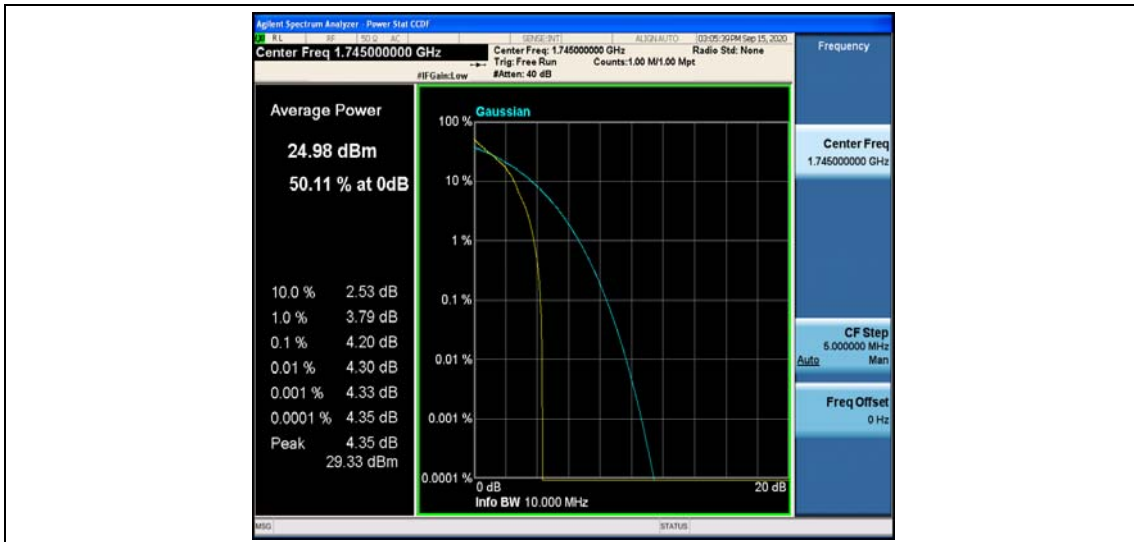 Agilent Spectrum Analyzer - Power Stat CCDF
RL RF 50 Ω AC SENSE:INT ALIGN AUTO 03:05:39 PM Sep 15, 2020
Center Freq 1.745000000 GHz
Center Freq: 1.745000000 GHz Radio Std: None
Trig: Free Run Counts:1.00 M/1.00 Mpt
#IFGain:Low #Atten: 40 dB
Frequency
Average Power
24.98 dBm
50.11 % at 0dB
10.0 % 2.53 dB
1.0 % 3.79 dB
0.1 % 4.20 dB
0.01 % 4.30 dB
0.001 % 4.33 dB
0.0001 % 4.35 dB
Peak 4.35 dB
29.33 dBm
Gaussian
100 %
10 %
1 %
0.1 %
0.01 %
0.001 %
0.0001 %
0 dB 20 dB
Info BW 10.000 MHz
Center Freq
1.745000000 GHz
CF Step
5.000000 MHz
Auto Man
Freq Offset
0 Hz
MSG STATUS